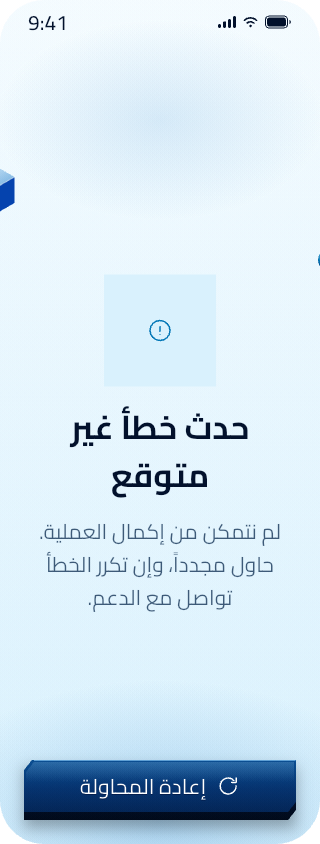 9:41
حدث خطأ غير
متوقع
لم نتمكن من إكمال العملية.
حاول مجدداً، وإن تكرر الخطأ
تواصل مع الدعم.
إعادة المحاولة